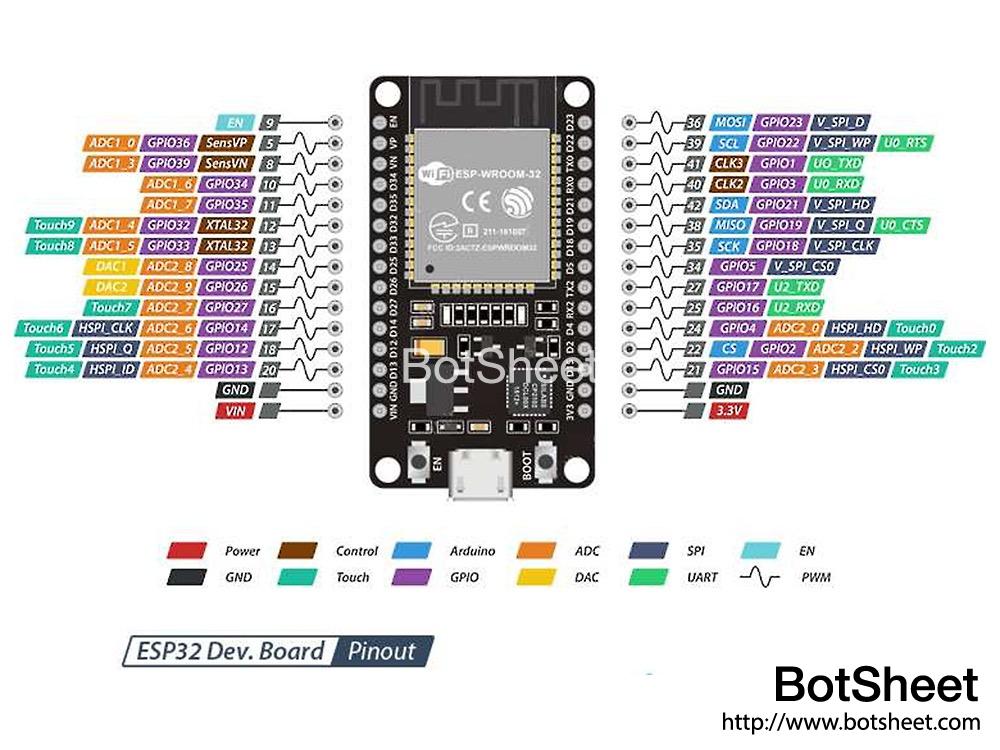 EN 9
ADC1_0 GPIO36 SensVP 5
ADC1_3 GPIO39 SensVN 8
ADC1_6 GPIO34 10
ADC1_7 GPIO35 11
Touch9 ADC1_4 GPIO32 XTAL32 12
Touch8 ADC1_5 GPIO33 XTAL32 13
DAC1 ADC2_8 GPIO25 14
DAC2 ADC2_9 GPIO26 15
Touch7 ADC2_7 GPIO27 16
Touch6 HSPI_CLK ADC2_6 GPIO14 17
Touch5 HSPI_Q ADC2_5 GPIO12 18
Touch4 HSPI_ID ADC2_4 GPIO13 20
GND
VIN
EN
VP
VN
D34
D35
D32
D33
D25
D26
D27
D14
D12
D13
GND
VIN
WiFi ESP-WROOM-32
CE
R 211-161007
FCC ID:2AC7Z-ESPWROOM32
BotSheet
EN
BOOT
D23
D22
TX0
RX0
D21
D19
D18
D5
TX2
RX2
D4
D2
D15
GND
3V3
36 MOSI GPIO23 V_SPI_D
39 SCL GPIO22 V_SPI_WP U0_RTS
41 CLK3 GPIO1 U0_TXD
40 CLK2 GPIO3 U0_RXD
42 SDA GPIO21 V_SPI_HD
38 MISO GPIO19 V_SPI_Q U0_CTS
35 SCK GPIO18 V_SPI_CLK
34 GPIO5 V_SPI_CS0
27 GPIO17 U2_TXD
25 GPIO16 U2_RXD
24 GPIO4 ADC2_0 HSPI_HD Touch0
22 CS GPIO2 ADC2_2 HSPI_WP Touch2
21 GPIO15 ADC2_3 HSPI_CS0 Touch3
GND
3.3V
Power Control Arduino ADC SPI EN
GND Touch GPIO DAC UART PWM
ESP32 Dev. Board Pinout
BotSheet
http://www.botsheet.com